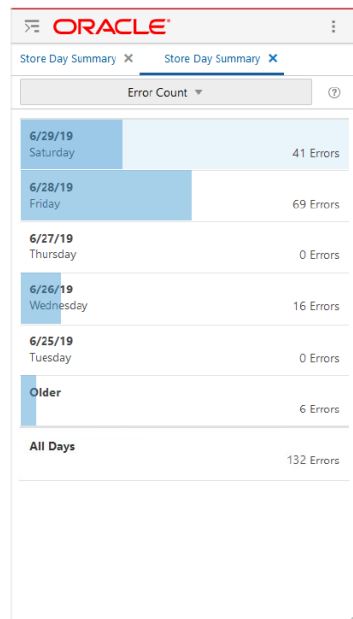 ORACLE
Store Day Summary Store Day Summary
Error Count
6/29/19
Saturday
41 Errors
6/28/19
Friday
69 Errors
6/27/19
Thursday
0 Errors
6/26/19
Wednesday
16 Errors
6/25/19
Tuesday
0 Errors
Older
6 Errors
All Days
132 Errors